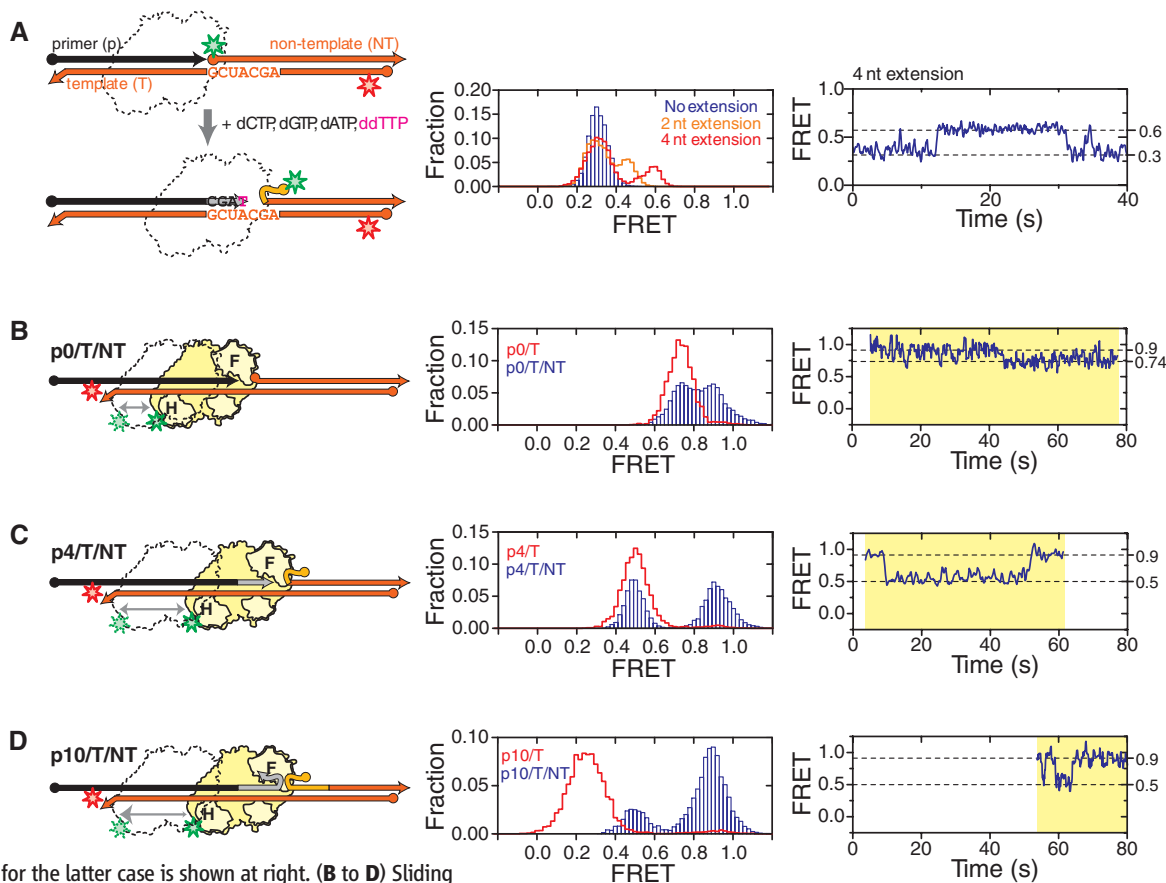 A
primer (p)
non-template (NT)
GCUACGA
template (T)
+ dCTP, dGTP, dATP, ddTTP
CGAT
GCUACGA
0.20
0.15
0.10
0.05
0.00
Fraction
No extension
2 nt extension
4 nt extension
0.2 0.4 0.6 0.8 1.0 1.2
FRET
4 nt extension
1.0
0.5
0.0
FRET
0.6
0.3
0 20 40
Time (s)
B
p0/T/NT
F
H
0.15
0.10
0.05
0.00
Fraction
p0/T
p0/T/NT
0.0 0.2 0.4 0.6 0.8 1.0
FRET
1.0
0.5
0.0
FRET
0.9
0.74
0 20 40 60 80
Time (s)
C
p4/T/NT
F
H
0.15
0.10
0.05
0.00
Fraction
p4/T
p4/T/NT
0.0 0.2 0.4 0.6 0.8 1.0
FRET
1.0
0.5
0.0
FRET
0.9
0.5
0 20 40 60 80
Time (s)
D
p10/T/NT
F
H
0.10
0.05
0.00
Fraction
p10/T
p10/T/NT
0.0 0.2 0.4 0.6 0.8 1.0
FRET
1.0
0.5
0.0
FRET
0.9
0.5
0 20 40 60 80
Time (s)
for the latter case is shown at right. (B to D) Sliding